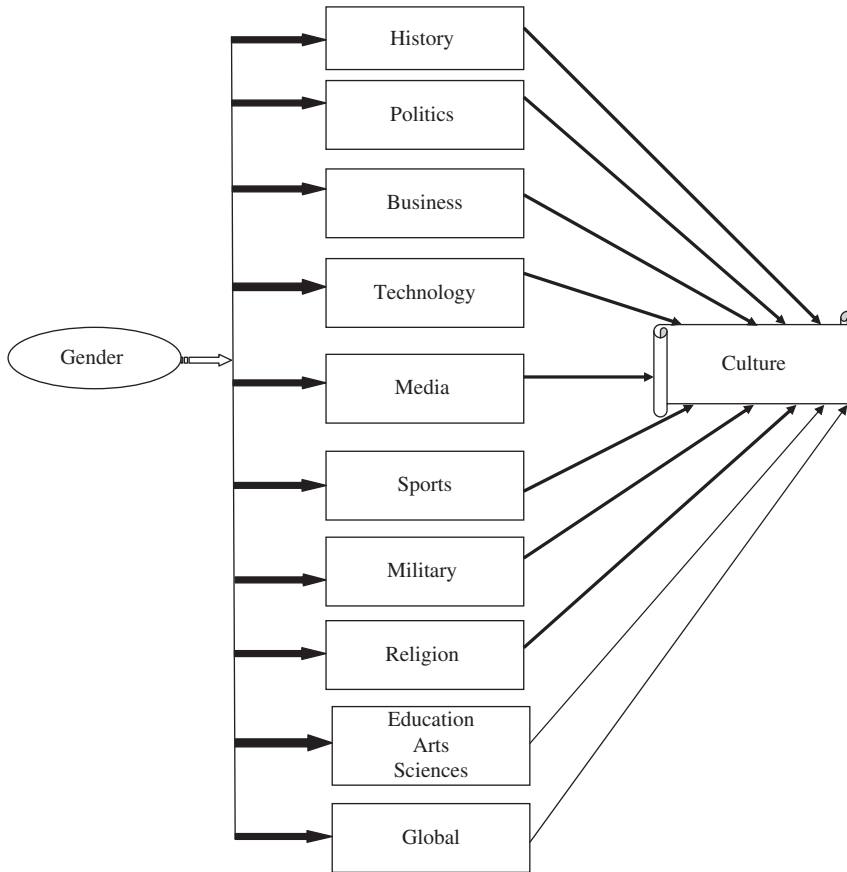 History
Politics
Business
Technology
Gender
Culture
Media
Sports
Military
Religion
Education
Arts
Sciences
Global